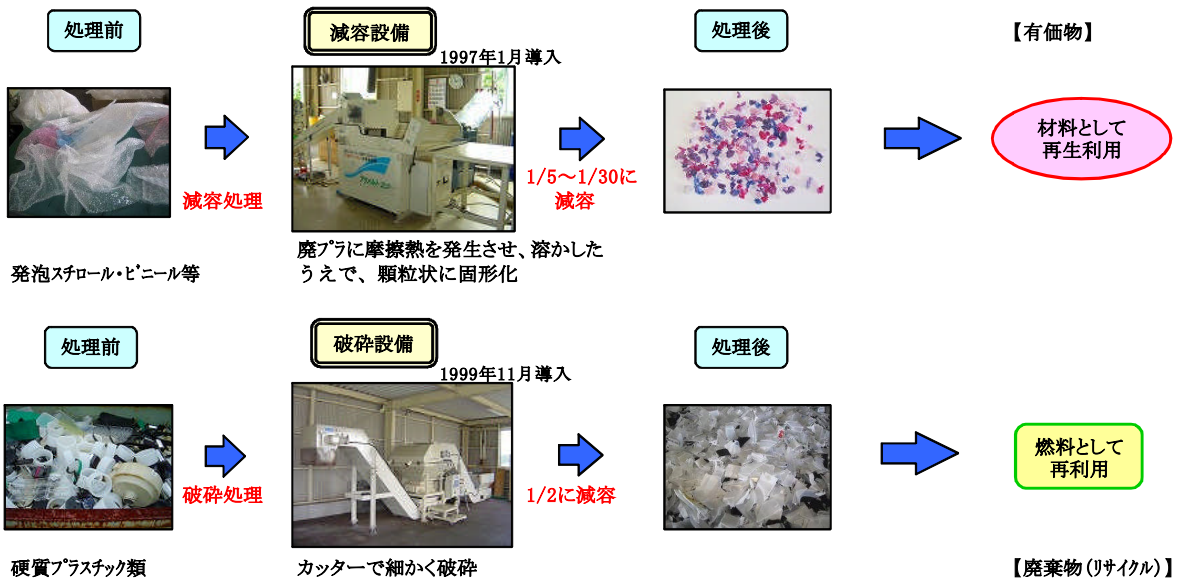 処理前
減容設備
処理後
【有価物】
1997年1月導入
減容処理
1/5～1/30に
減容
材料として
再生利用
発泡ｽﾁﾛｰﾙ・ﾋﾞﾆｰﾙ等
廃ﾌﾟﾗに摩擦熱を発生させ、溶かした
うえで、顆粒状に固形化
処理前
破砕設備
処理後
1999年11月導入
破砕処理
1/2に減容
燃料として
再利用
硬質ﾌﾟﾗｽﾁｯｸ類
カッターで細かく破砕
【廃棄物（ﾘｻｲｸﾙ）】